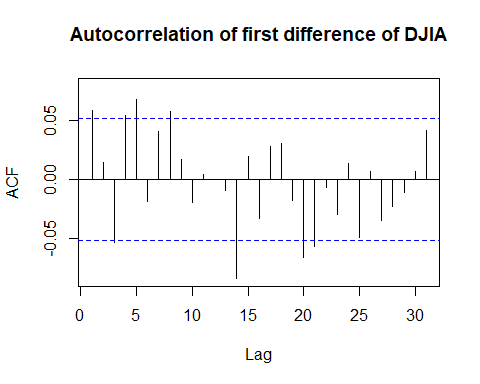 Autocorrelation of first difference of DJIA
ACF
0.05
0.00
-0.05
0 5 10 15 20 25 30
Lag